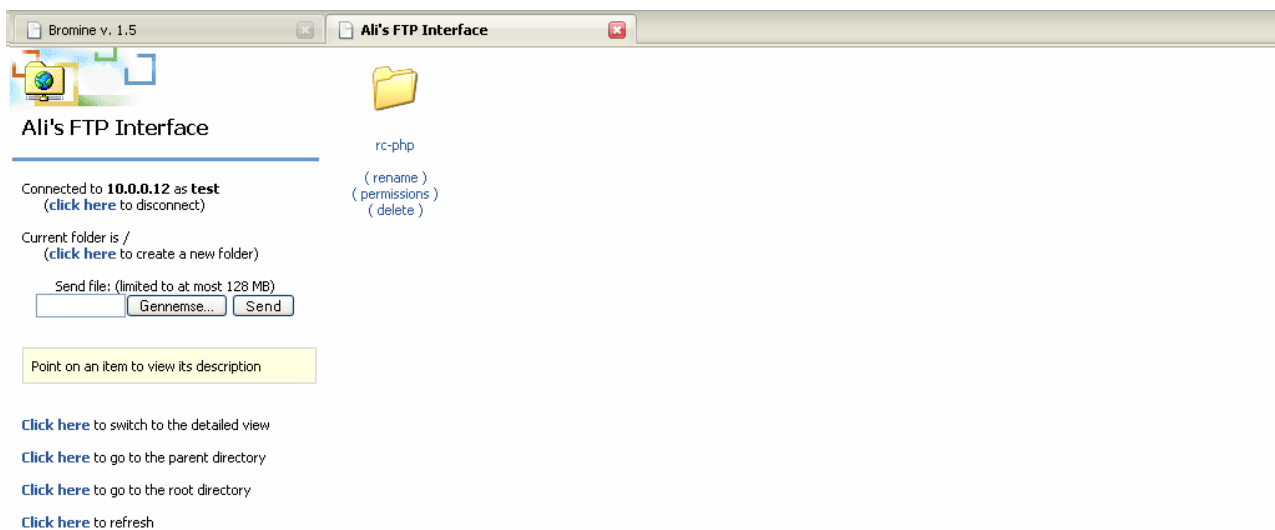 Bromine v. 1.5
Ali's FTP Interface
Ali's FTP Interface
Connected to 10.0.0.12 as test
(click here to disconnect)
Current folder is /
(click here to create a new folder)
Send file: (limited to at most 128 MB)
Gennemse... Send
Point on an item to view its description
Click here to switch to the detailed view
Click here to go to the parent directory
Click here to go to the root directory
Click here to refresh
rc-php
( rename )
( permissions )
( delete )